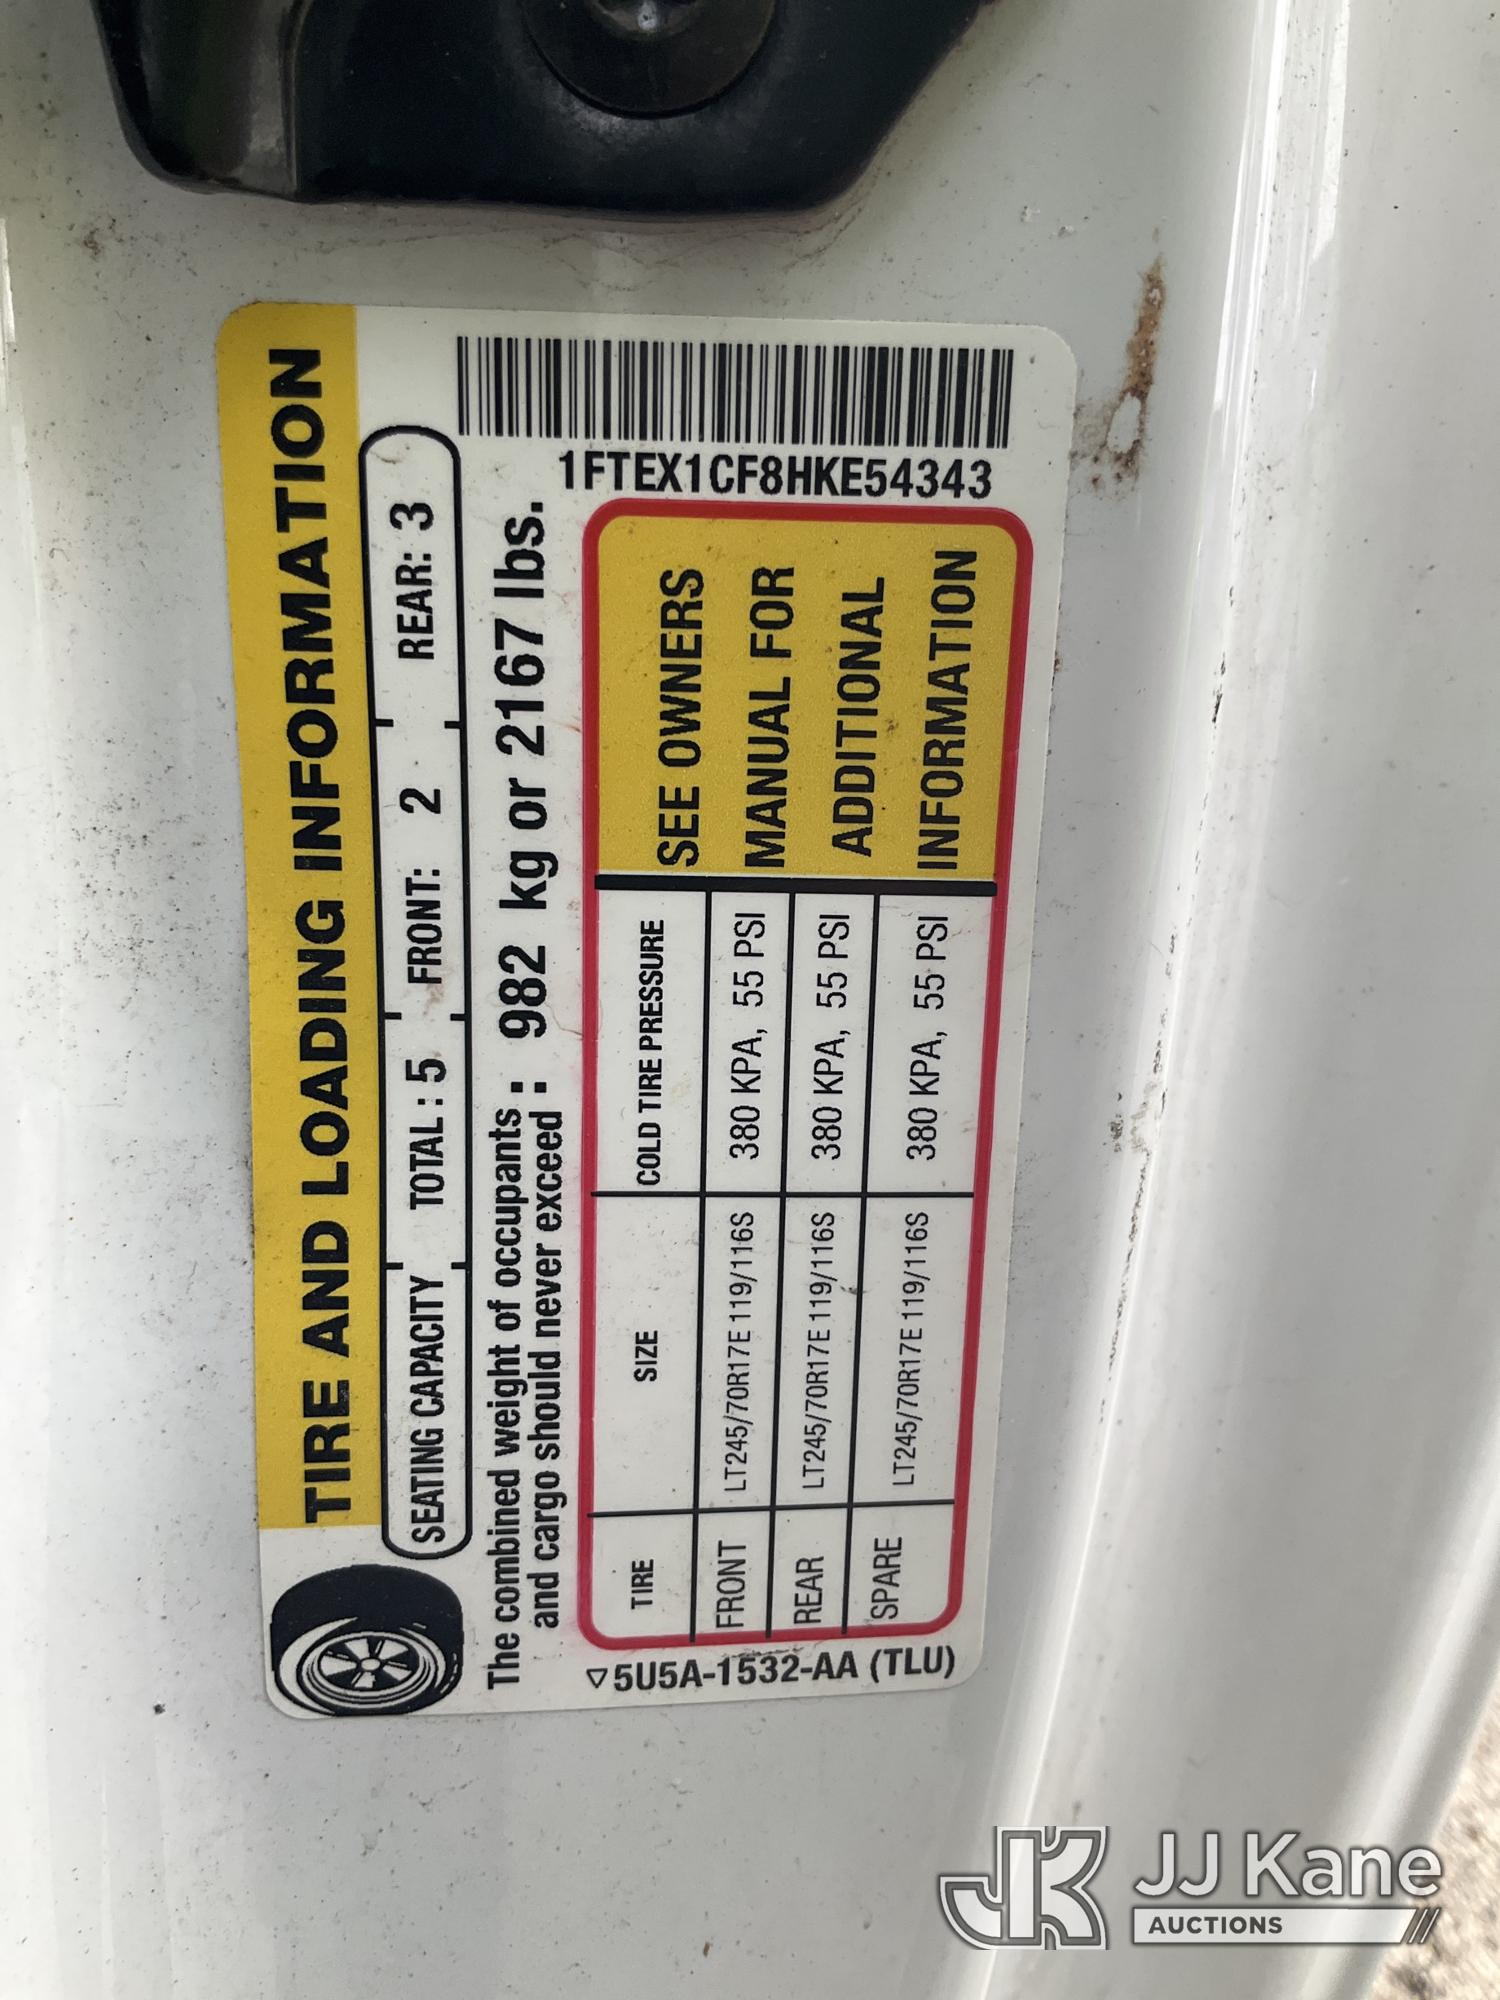 TIRE AND LOADING INFORMATION
SEATING CAPACITY TOTAL: 5 FRONT: 2 REAR: 3
The combined weight of occupants : 982 kg or 2167 lbs.
and cargo should never exceed :
1FTEX1CF8HKE54343
TIRE SIZE COLD TIRE PRESSURE
FRONT LT245/70R17E 119/116S 380 KPA, 55 PSI
REAR LT245/70R17E 119/116S 380 KPA, 55 PSI
SPARE LT245/70R17E 119/116S 380 KPA, 55 PSI
SEE OWNERS
MANUAL FOR
ADDITIONAL
INFORMATION
5U5A-1532-AA (TLU)
JK JJ Kane
AUCTIONS